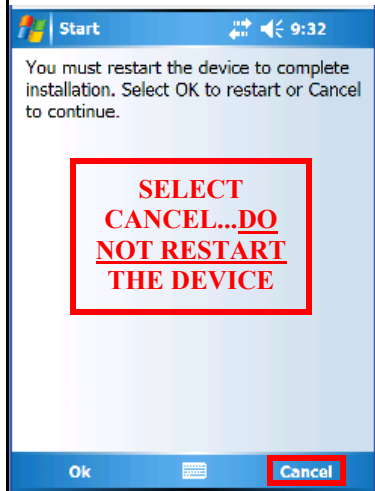 Start 9:32
You must restart the device to complete
installation. Select OK to restart or Cancel
to continue.
SELECT
CANCEL...DO
NOT RESTART
THE DEVICE
Ok Cancel